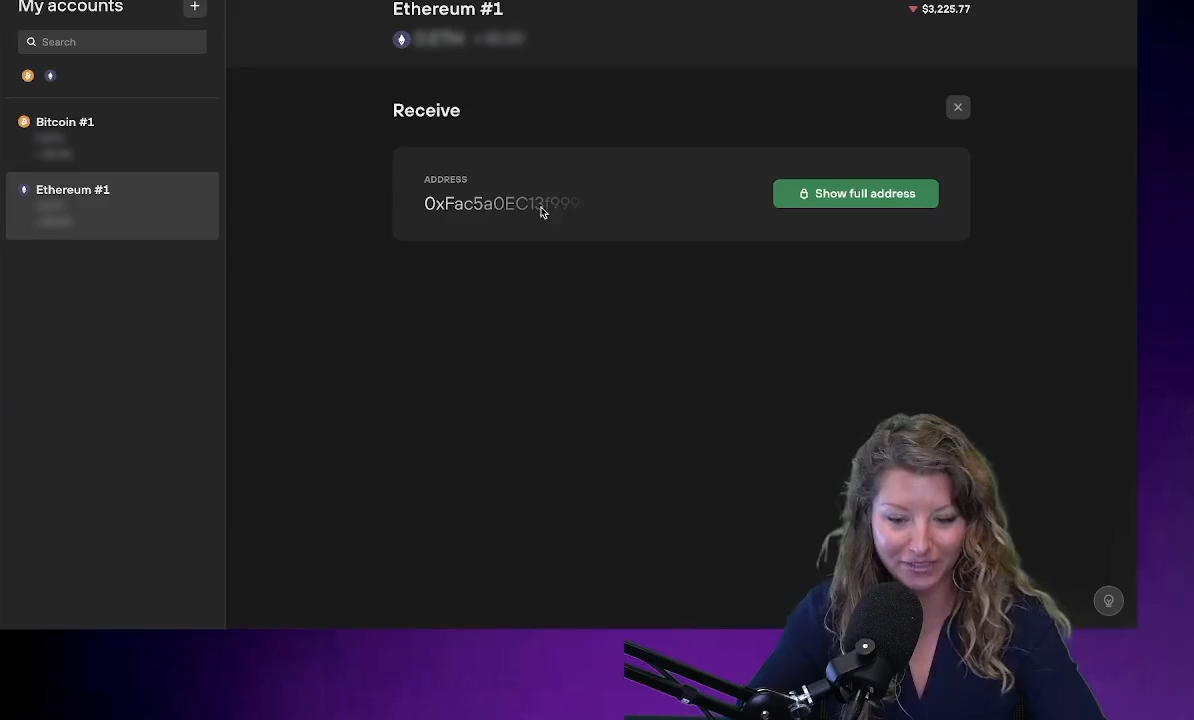 My accounts
+
Search
Bitcoin #1
Ethereum #1
Ethereum #1
$3,225.77
Receive
ADDRESS
0xFac5a0EC13f999
Show full address